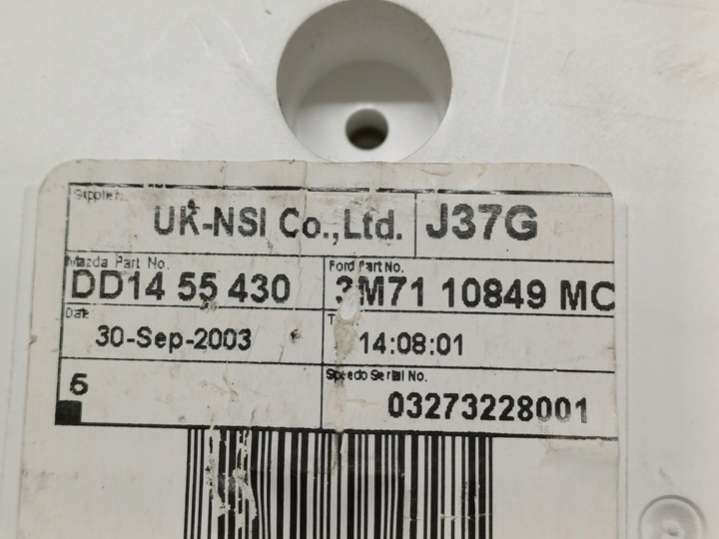 Supplier:
UK-NSI Co.,Ltd. J37G
Mazda Part No. Ford Part No.
DD14 55 430 3M71 10849 MC
Date
30-Sep-2003 14:08:01
5 Speedo Serial No.
03273228001